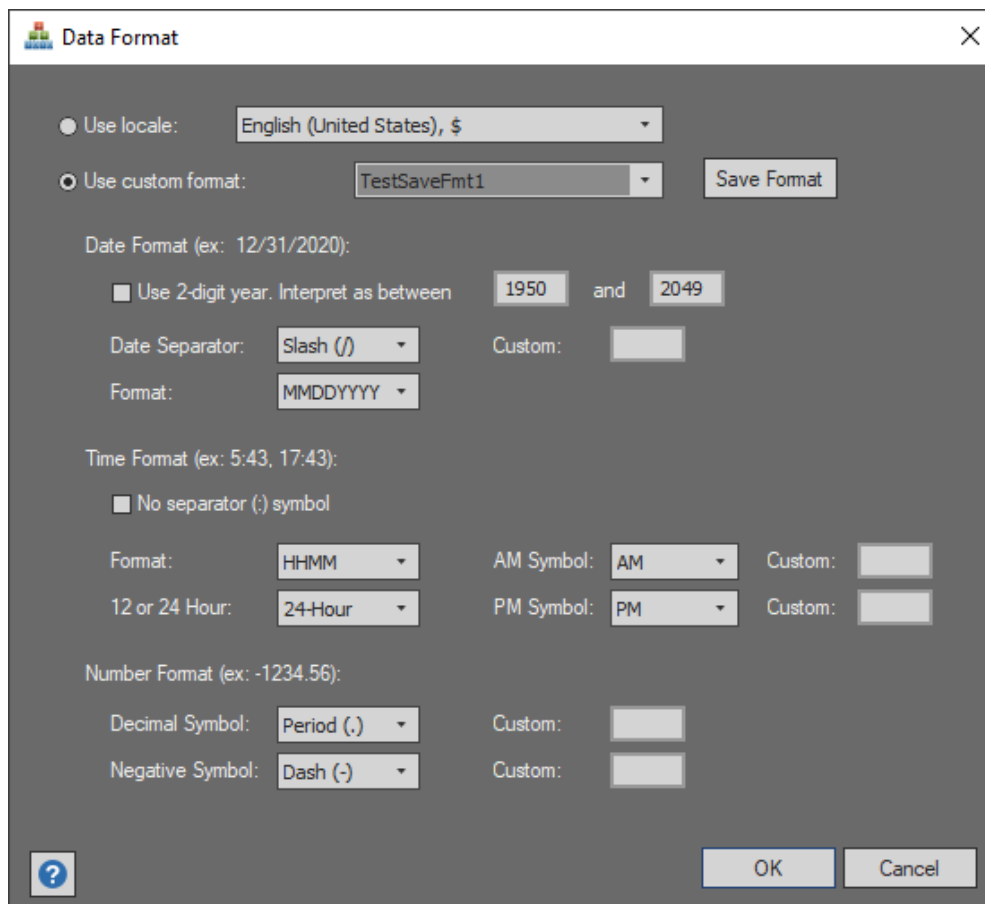 Data Format
Use locale: English (United States), $
Use custom format: TestSaveFmt1 Save Format
Date Format (ex: 12/31/2020):
Use 2-digit year. Interpret as between 1950 and 2049
Date Separator: Slash (/) Custom:
Format: MMDDYYYY
Time Format (ex: 5:43, 17:43):
No separator (:) symbol
Format: HHMM AM Symbol: AM Custom:
12 or 24 Hour: 24-Hour PM Symbol: PM Custom:
Number Format (ex: -1234.56):
Decimal Symbol: Period (.) Custom:
Negative Symbol: Dash (-) Custom:
? OK Cancel